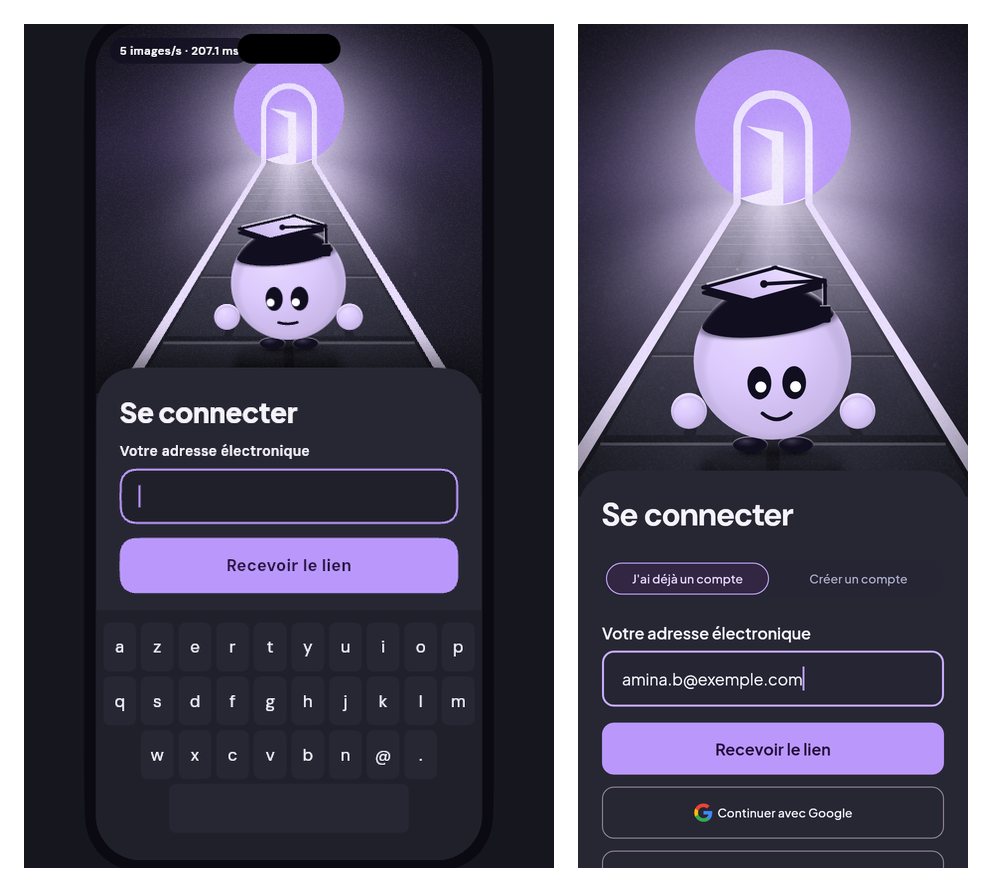 5 images/s · 207.1 ms
Se connecter
Votre adresse électronique
Recevoir le lien
a z e r t y u i o p
q s d f g h j k l m
w x c v b n @ .
Se connecter
J'ai déjà un compte
Créer un compte
Votre adresse électronique
amina.b@exemple.com
Recevoir le lien
Continuer avec Google